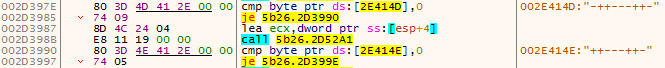 002D397E 80 3D 4D 41 2E 00 00 cmp byte ptr ds:[2E414D],0 002E414D:"-++---++-"
002D3985 74 09 je 5b26.2D3990
002D3987 8D 4C 24 04 lea ecx,dword ptr ss:[esp+4]
002D398B E8 11 19 00 00 call 5b26.2D52A1
002D3990 80 3D 4E 41 2E 00 00 cmp byte ptr ds:[2E414E],0 002E414E:"-++---++-"
002D3997 74 05 je 5b26.2D399E